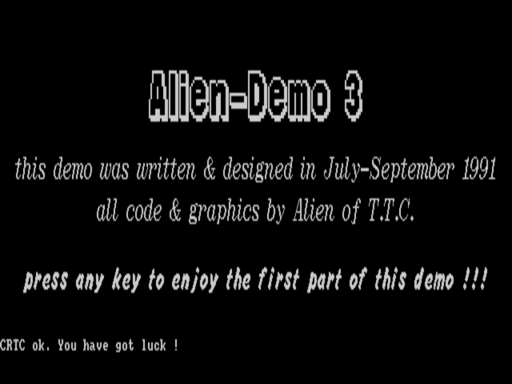 Alien-Demo 3
this demo was written & designed in July-September 1991
all code & graphics by Alien of T.T.C.
press any key to enjoy the first part of this demo !!!
CRTC ok. You have got luck !